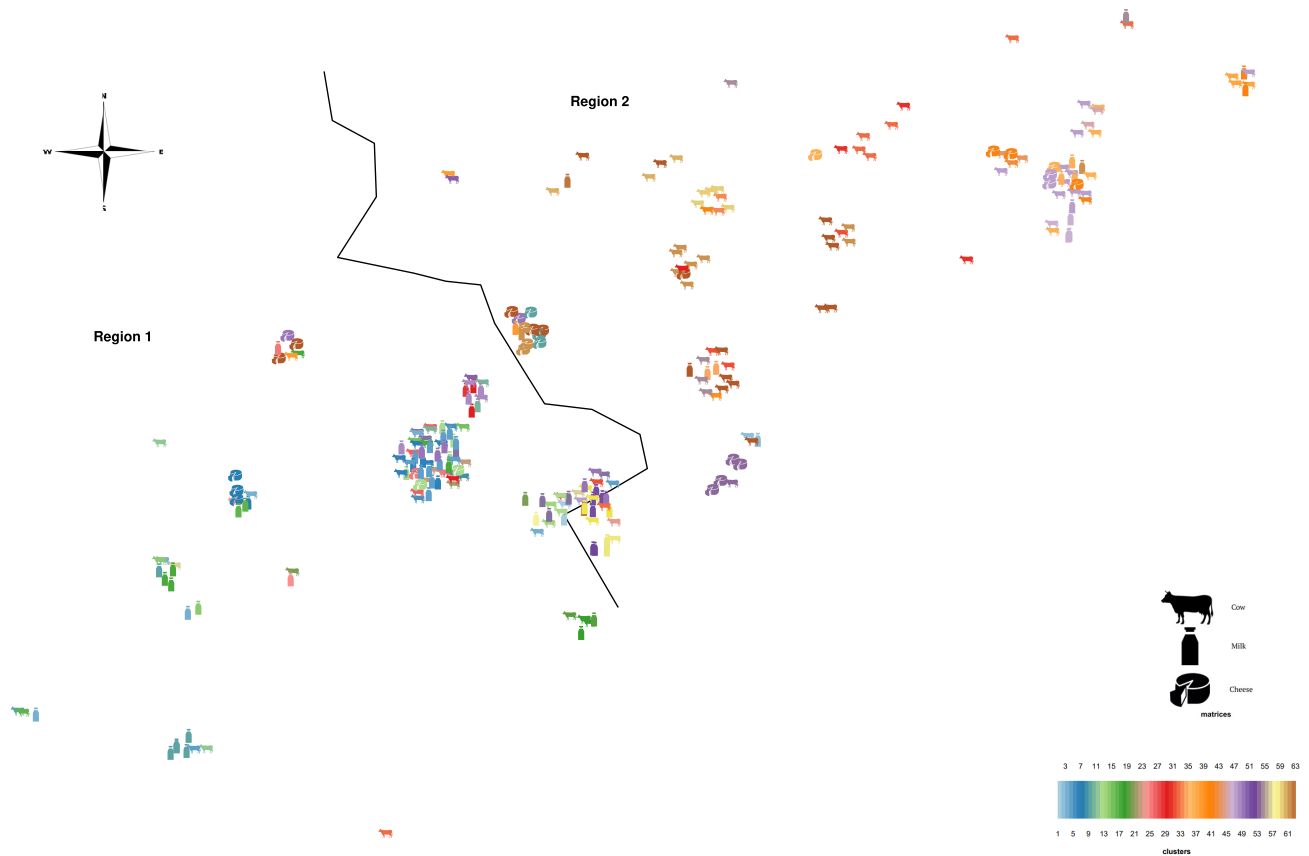 N
W E
S
Region 2
Region 1
Cow
Milk
Cheese
matrices
3 7 11 15 19 23 27 31 35 39 43 47 51 55 59 63
1 5 9 13 17 21 25 29 33 37 41 45 49 53 57 61
clusters